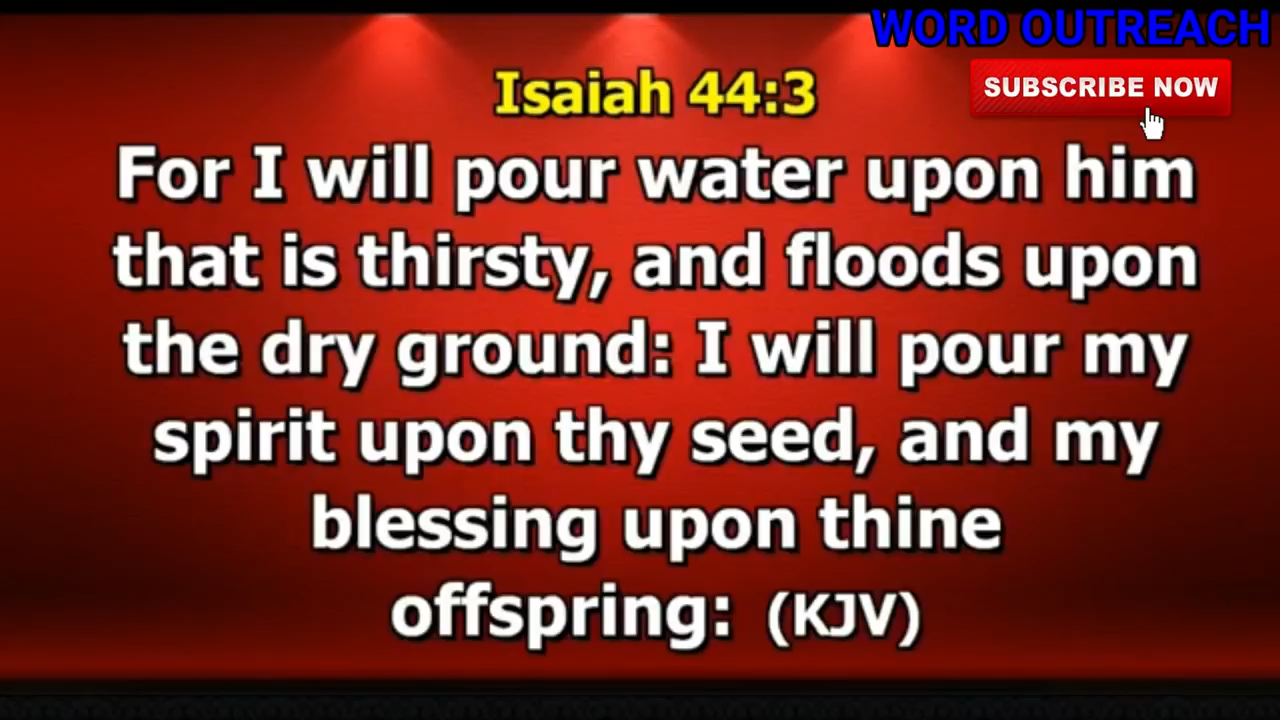 WORD OUTREACH
SUBSCRIBE NOW
Isaiah 44:3
For I will pour water upon him
that is thirsty, and floods upon
the dry ground: I will pour my
spirit upon thy seed, and my
blessing upon thine
offspring: (KJV)